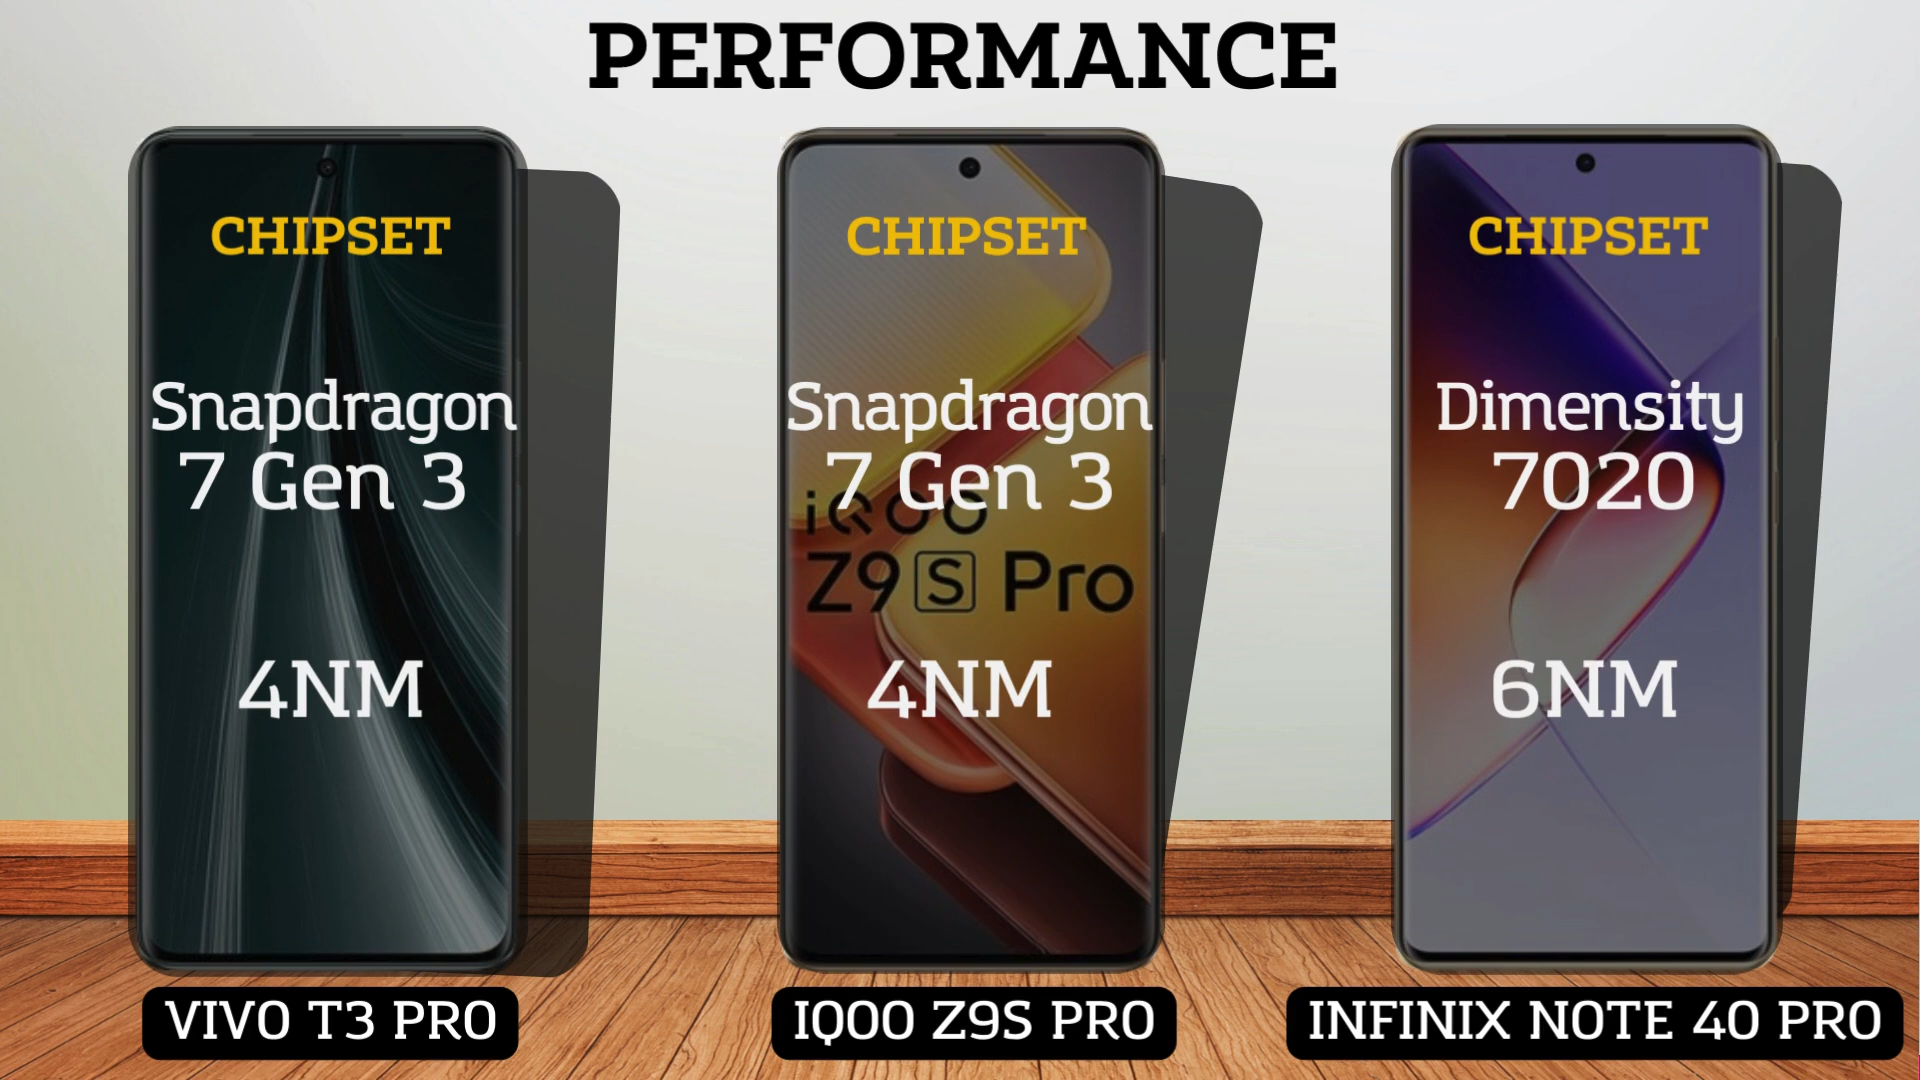 PERFORMANCE
CHIPSET
Snapdragon
7 Gen 3
4NM
VIVO T3 PRO
CHIPSET
Snapdragon
7 Gen 3
iQOO
Z9S Pro
4NM
IQOO Z9S PRO
CHIPSET
Dimensity
7020
6NM
INFINIX NOTE 40 PRO